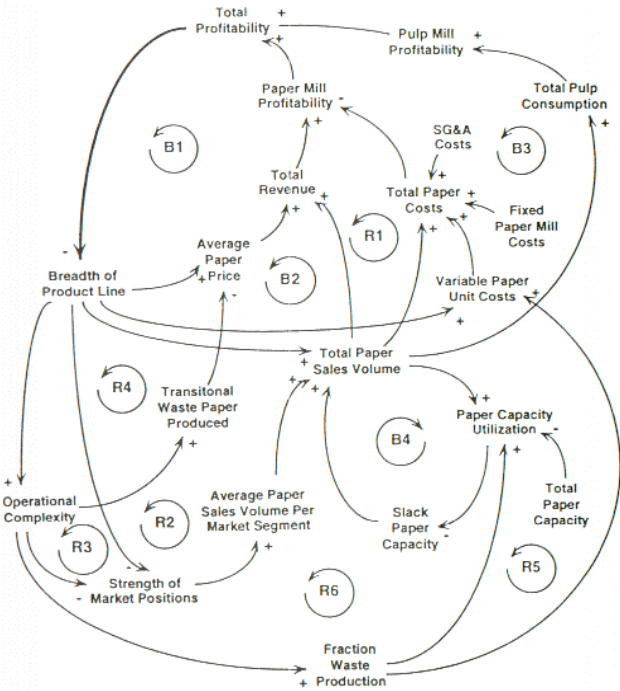 Total
Profitability
+
+
Pulp Mill
Profitability
+
Paper Mill
Profitability
-
+
Total Pulp
Consumption
+
B1
SG&A
Costs
B3
+
Total
Revenue
+
+
Total Paper
Costs
+
+
+
+
Fixed
Paper Mill
Costs
R1
-
Breadth of
Product Line
Average
Paper
Price
+
-
B2
Variable Paper
Unit Costs
+
+
Total Paper
Sales Volume
+
+
+
R4
Transitonal
Waste Paper
Produced
+
B4
Paper Capacity
Utilization
+
-
+
+
Operational
Complexity
R2
Average Paper
Sales Volume Per
Market Segment
+
Slack
Paper
Capacity
-
Total
Paper
Capacity
R3
-
-
Strength of
Market Positions
R6
R5
Fraction
Waste
+ Production